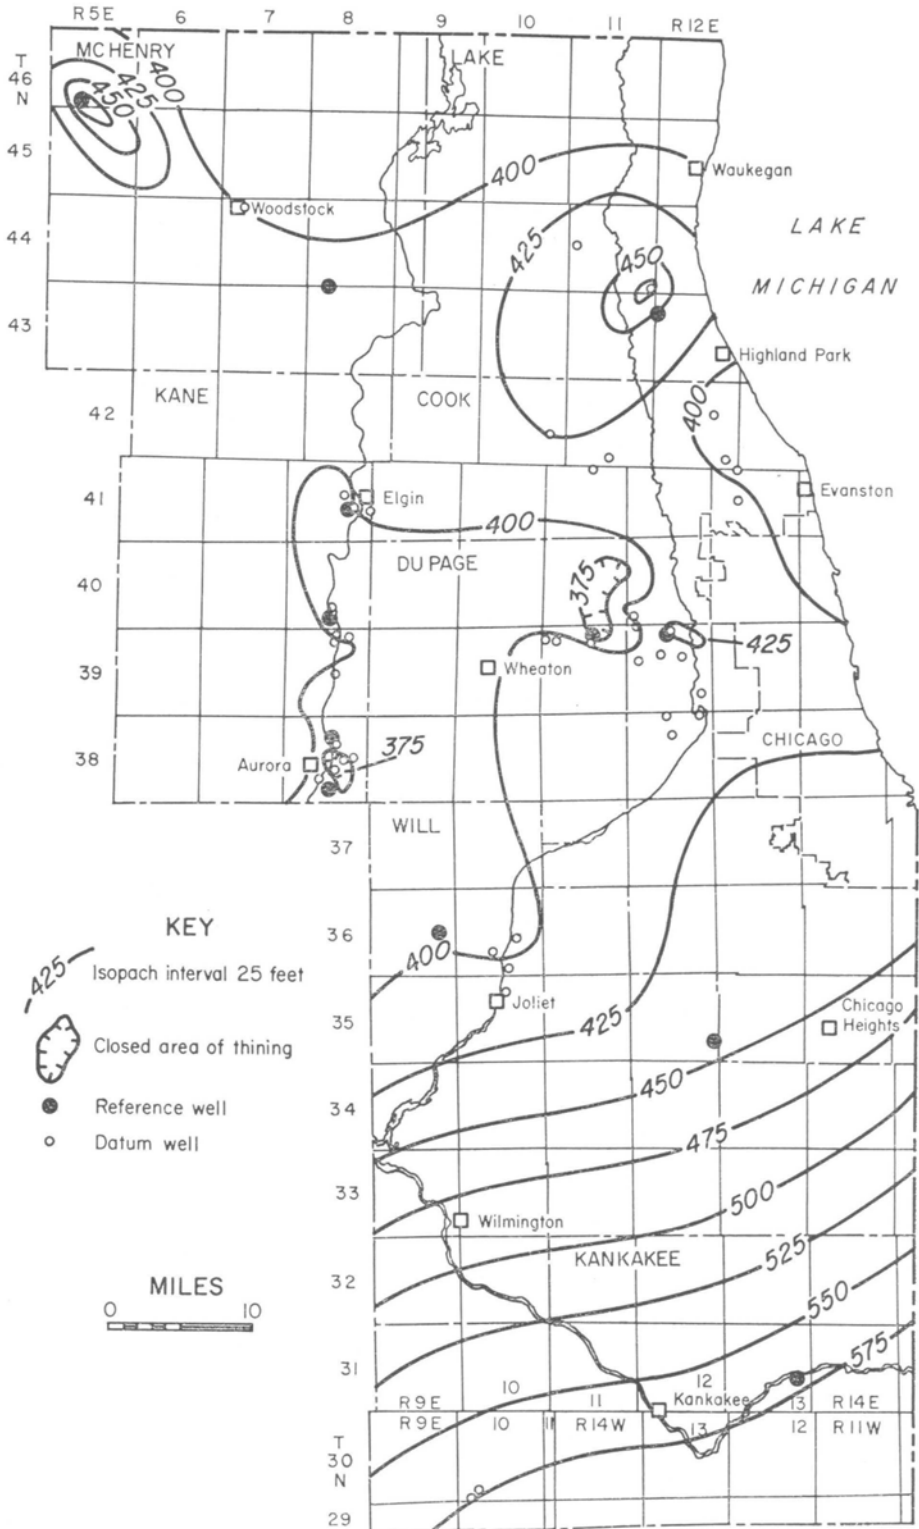 R5E 6 7 8 9 10 11 R12E
T
46
N
MCHENRY
LAKE
400
425
450
45
400
Waukegan
Woodstock
44
425
LAKE
450
MICHIGAN
43
Highland Park
KANE
COOK
400
42
41
Elgin
400
Evanston
DU PAGE
40
375
425
39
Wheaton
38
Aurora
375
CHICAGO
WILL
37
KEY
36
400
425
Isopach interval 25 feet
Joliet
425
Chicago
Heights
35
Closed area of thining
450
Reference well
34
475
Datum well
33
500
Wilmington
KANKAKEE
525
MILES
32
550
0 10
575
31
12
R9E 10 11 Kankakee 13 R14E
R9E 10 11 R14W 13 12 R11W
T
30
N
29